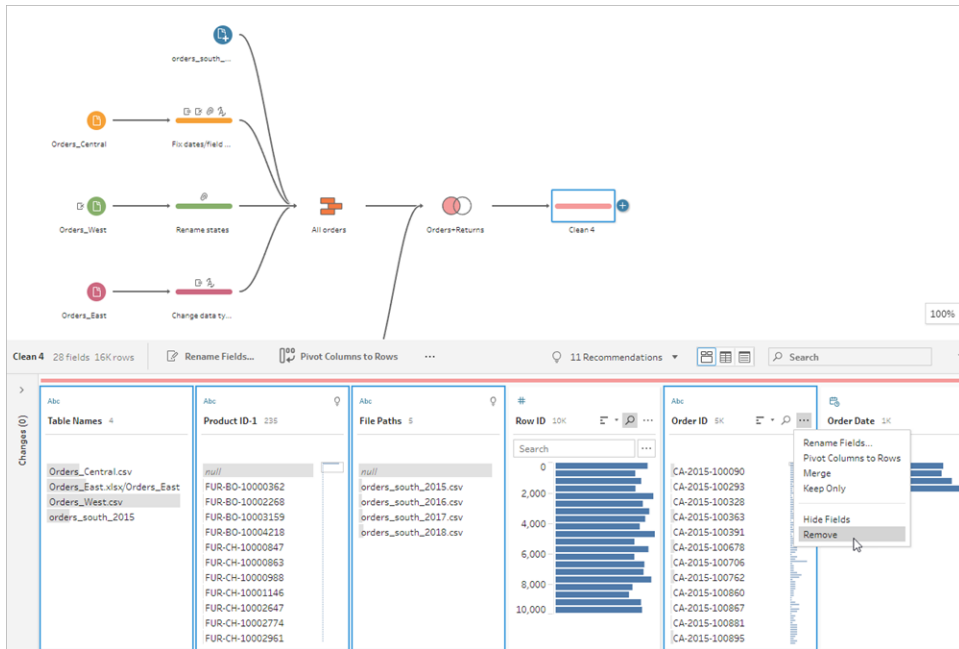 orders_south_...
Orders_Central
Fix dates/field ...
Orders_West
Rename states
All orders
Orders+Returns
Clean 4
Orders_East
Change data ty...
100%
Clean 4 28 fields 16K rows
Rename Fields...
Pivot Columns to Rows
...
11 Recommendations
Search
Changes (0)
Abc
Table Names 4
Orders_Central.csv
Orders_East.xlsx/Orders_East
Orders_West.csv
orders_south_2015
Abc
Product ID-1 235
null
FUR-BO-10000362
FUR-BO-10002268
FUR-BO-10003159
FUR-BO-10004218
FUR-CH-10000847
FUR-CH-10000863
FUR-CH-10000988
FUR-CH-10001146
FUR-CH-10002647
FUR-CH-10002774
FUR-CH-10002961
Abc
File Paths 5
null
orders_south_2015.csv
orders_south_2016.csv
orders_south_2017.csv
orders_south_2018.csv
#
Row ID 10K
Search
0
2,000
4,000
6,000
8,000
10,000
Abc
Order ID 5K
CA-2015-100090
CA-2015-100293
CA-2015-100328
CA-2015-100363
CA-2015-100391
CA-2015-100678
CA-2015-100706
CA-2015-100762
CA-2015-100860
CA-2015-100867
CA-2015-100881
CA-2015-100895
Order Date 1K
Rename Fields...
Pivot Columns to Rows
Merge
Keep Only
Hide Fields
Remove